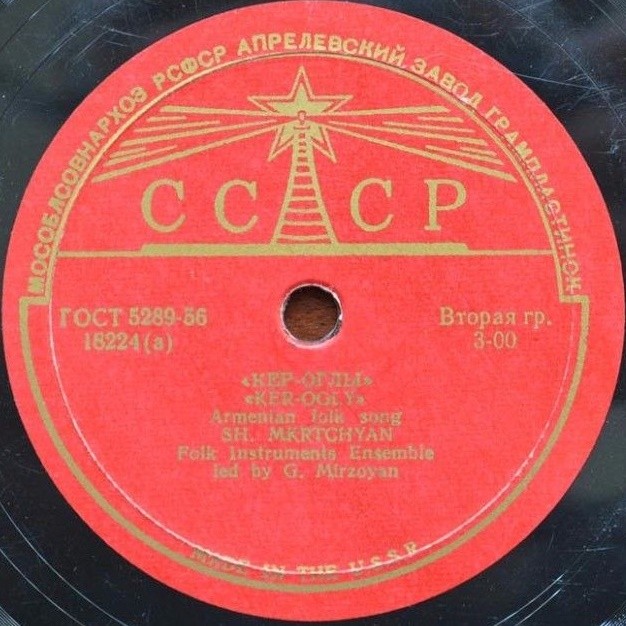 МОСОБЛСОВНАРХОЗ РСФСР АПРЕЛЕВСКИЙ ЗАВОД ГРАМПЛАСТИНОК
СССР
ГОСТ 5289-56
18224(а)
Вторая гр.
3-00
«КЕР-ОГЛЫ»
«KER-OGLY»
Armenian folk song
SH. MKRTCHYAN
Folk Instruments Ensemble
led by G. Mirzoyan
MADE IN THE USSR